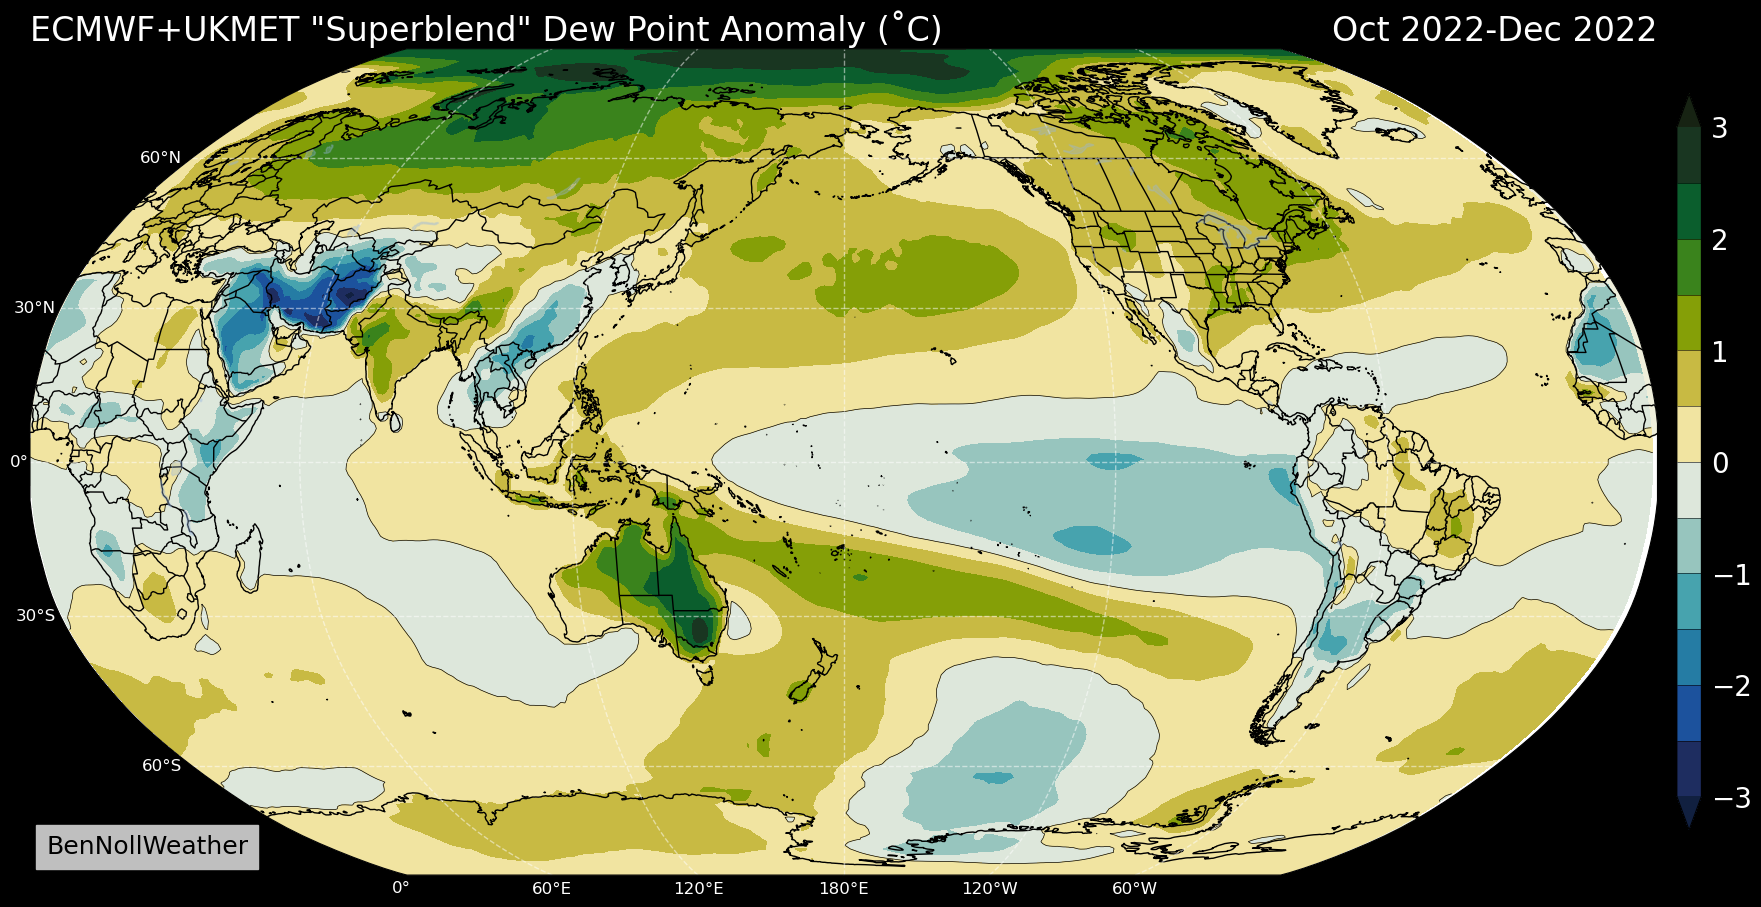 ECMWF+UKMET "Superblend" Dew Point Anomaly (˚C)
Oct 2022-Dec 2022
60°N
30°N
0°
30°S
60°S
0°
60°E
120°E
180°E
120°W
60°W
3
2
1
0
−1
−2
−3
BenNollWeather